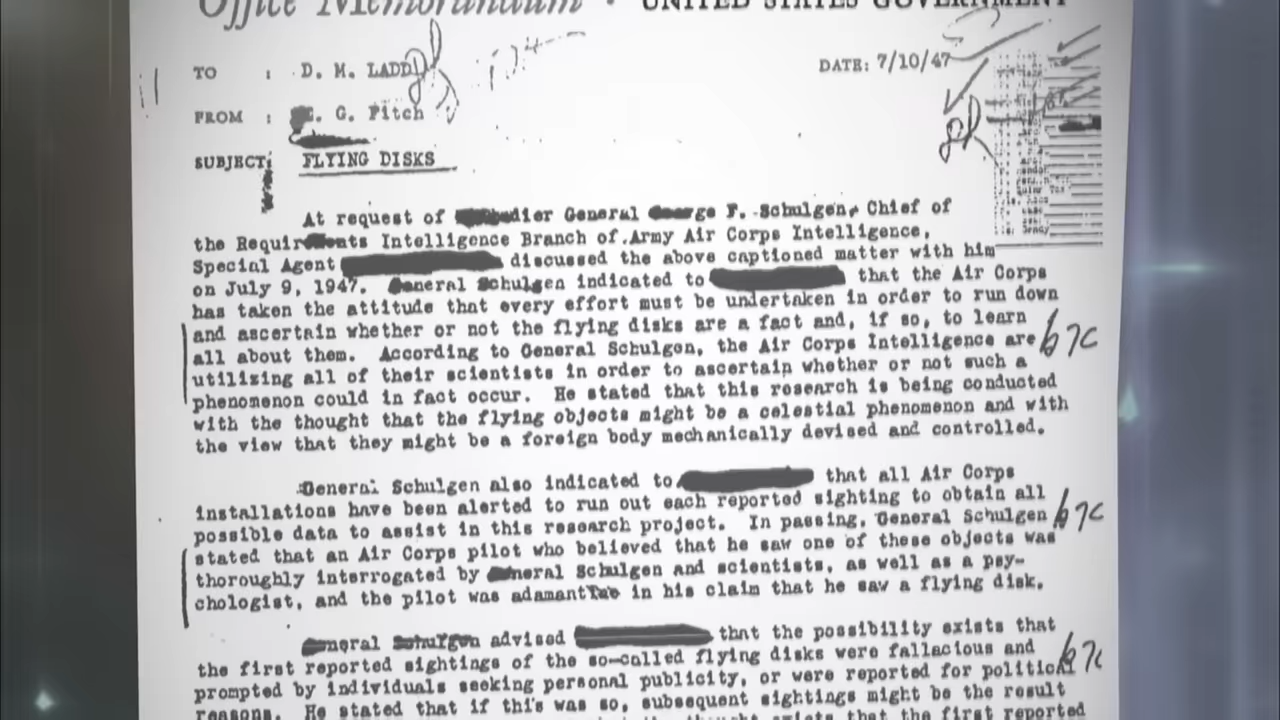 Office Memorandum · UNITED STATES GOVERNMENT
TO : D. M. LADD
DATE: 7/10/47
FROM : . G. Fitch
SUBJECT: FLYING DISKS
At request of dier General George F. Schulgen, Chief of
the Requirements Intelligence Branch of Army Air Corps Intelligence,
Special Agent discussed the above captioned matter with him
on July 9, 1947. General Schulgen indicated to that the Air Corps
has taken the attitude that every effort must be undertaken in order to run down
and ascertain whether or not the flying disks are a fact and, if so, to learn
all about them. According to General Schulgen, the Air Corps Intelligence are b7c
utilizing all of their scientists in order to ascertain whether or not such a
phenomenon could in fact occur. He stated that this research is being conducted
with the thought that the flying objects might be a celestial phenomenon and with
the view that they might be a foreign body mechanically devised and controlled.
General Schulgen also indicated to that all Air Corps
installations have been alerted to run out each reported sighting to obtain all
possible data to assist in this research project. In passing, General Schulgen b7c
stated that an Air Corps pilot who believed that he saw one of these objects was
thoroughly interrogated by General Schulgen and scientists, as well as a psy-
chologist, and the pilot was adamant in his claim that he saw a flying disk.
General Schulgen advised that the possibility exists that
the first reported sightings of the so-called flying disks were fallacious and
prompted by individuals seeking personal publicity, or were reported for political b7c
reasons. He stated that if this was so, subsequent sightings might be the result
exists that the first reported